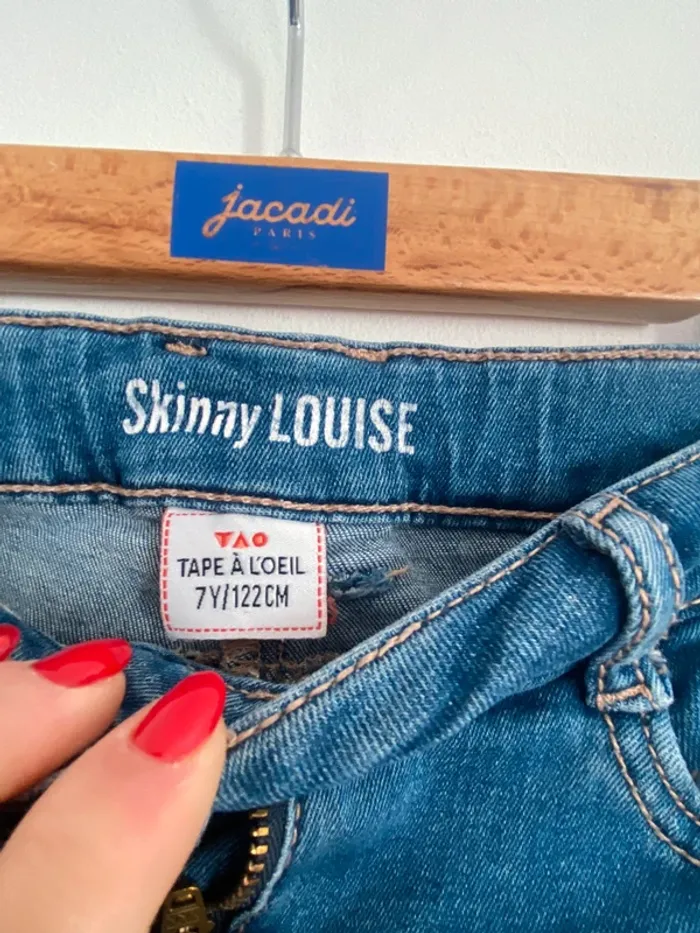 jacadi
PARIS
Skinny LOUISE
TAO
TAPE À L'OEIL
7Y/122CM